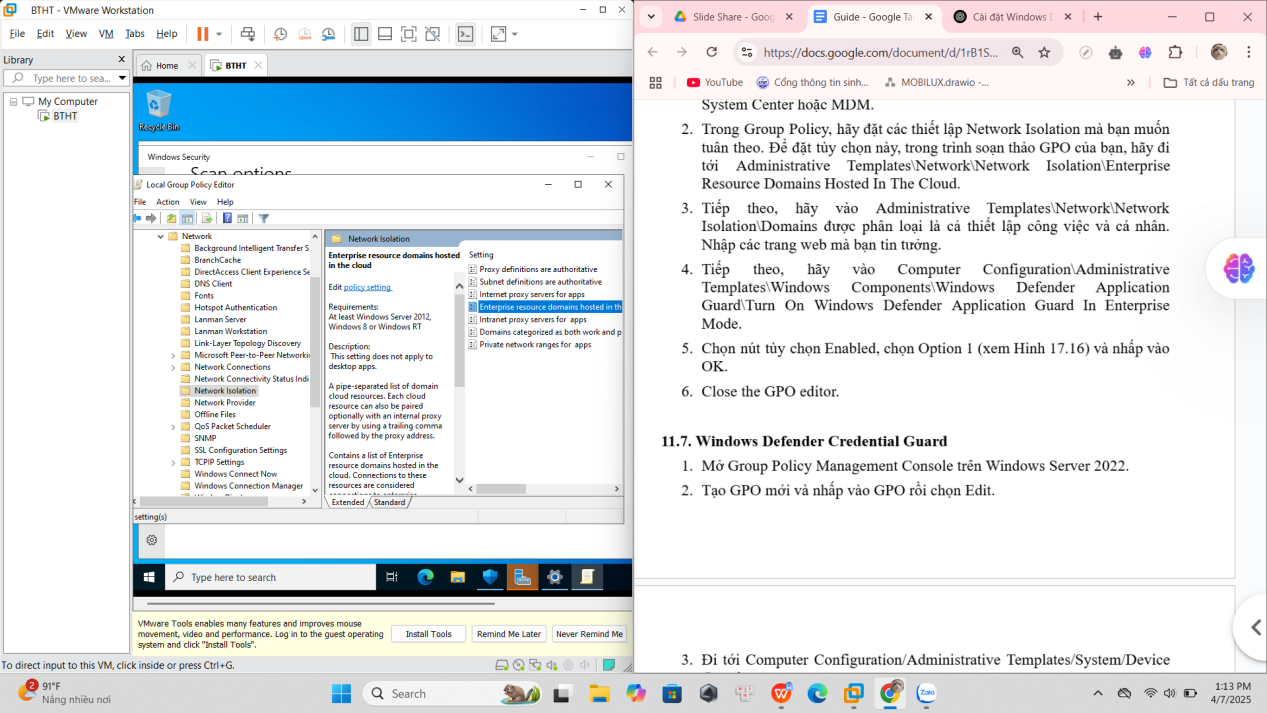 BTHT - VMware Workstation
File Edit View VM Tabs Help
Library
Type here to sea...
My Computer
BTHT
Home
BTHT
Recycle Bin
Windows Security
Scan options
Local Group Policy Editor
File Action View Help
Network
Background Intelligent Transfer S
BranchCache
DirectAccess Client Experience Se
DNS Client
Fonts
Hotspot Authentication
Lanman Server
Lanman Workstation
Link-Layer Topology Discovery
Microsoft Peer-to-Peer Networkin
Network Connections
Network Connectivity Status Indi
Network Isolation
Network Provider
Offline Files
QoS Packet Scheduler
SNMP
SSL Configuration Settings
TCPIP Settings
Windows Connect Now
Windows Connection Manager
Network Isolation
Enterprise resource domains hosted
in the cloud
Edit policy setting
Requirements:
At least Windows Server 2012,
Windows 8 or Windows RT
Description:
This setting does not apply to
desktop apps.
A pipe-separated list of domain
cloud resources. Each cloud
resource can also be paired
optionally with an internal proxy
server by using a trailing comma
followed by the proxy address.
Contains a list of Enterprise
resource domains hosted in the
cloud. Connections to these
resources are considered
Setting
Proxy definitions are authoritative
Subnet definitions are authoritative
Internet proxy servers for apps
Enterprise resource domains hosted in th
Intranet proxy servers for apps
Domains categorized as both work and p
Private network ranges for apps
Extended Standard
setting(s)
Type here to search
VMware Tools enables many features and improves mouse
movement, video and performance. Log in to the guest operating
system and click "Install Tools".
Install Tools
Remind Me Later
Never Remind Me
To direct input to this VM, click inside or press Ctrl+G.
Slide Share - Goog
Guide - Google Tà
Cài đặt Windows D
https://docs.google.com/document/d/1rB1S...
YouTube
Cổng thông tin sinh...
MOBILUX.drawio -...
»
Tất cả dấu trang
System Center hoặc MDM.
2. Trong Group Policy, hãy đặt các thiết lập Network Isolation mà bạn muốn
tuân theo. Để đặt tùy chọn này, trong trình soạn thảo GPO của bạn, hãy đi
tới Administrative Templates\Network\Network Isolation\Enterprise
Resource Domains Hosted In The Cloud.
3. Tiếp theo, hãy vào Administrative Templates\Network\Network
Isolation\Domains được phân loại là cả thiết lập công việc và cá nhân.
Nhập các trang web mà bạn tin tưởng.
4. Tiếp theo, hãy vào Computer Configuration\Administrative
Templates\Windows Components\Windows Defender Application
Guard\Turn On Windows Defender Application Guard In Enterprise
Mode.
5. Chọn nút tùy chọn Enabled, chọn Option 1 (xem Hình 17.16) và nhấp vào
OK.
6. Close the GPO editor.
11.7. Windows Defender Credential Guard
1. Mở Group Policy Management Console trên Windows Server 2022.
2. Tạo GPO mới và nhấp vào GPO rồi chọn Edit.
3. Đi tới Computer Configuration/Administrative Templates/System/Device
2
91°F
Nắng nhiều nơi
Search
Zalo
1:13 PM
4/7/2025